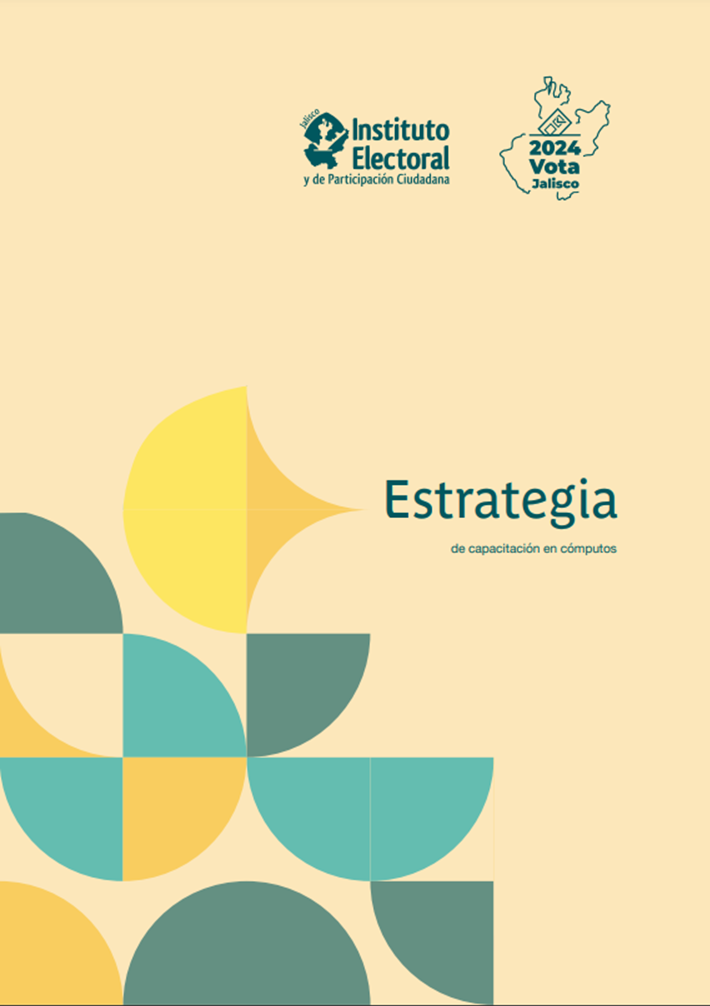 Jalisco
Instituto
Electoral
y de Participación Ciudadana
2024
Vota
Jalisco
Estrategia
de capacitación en cómputos